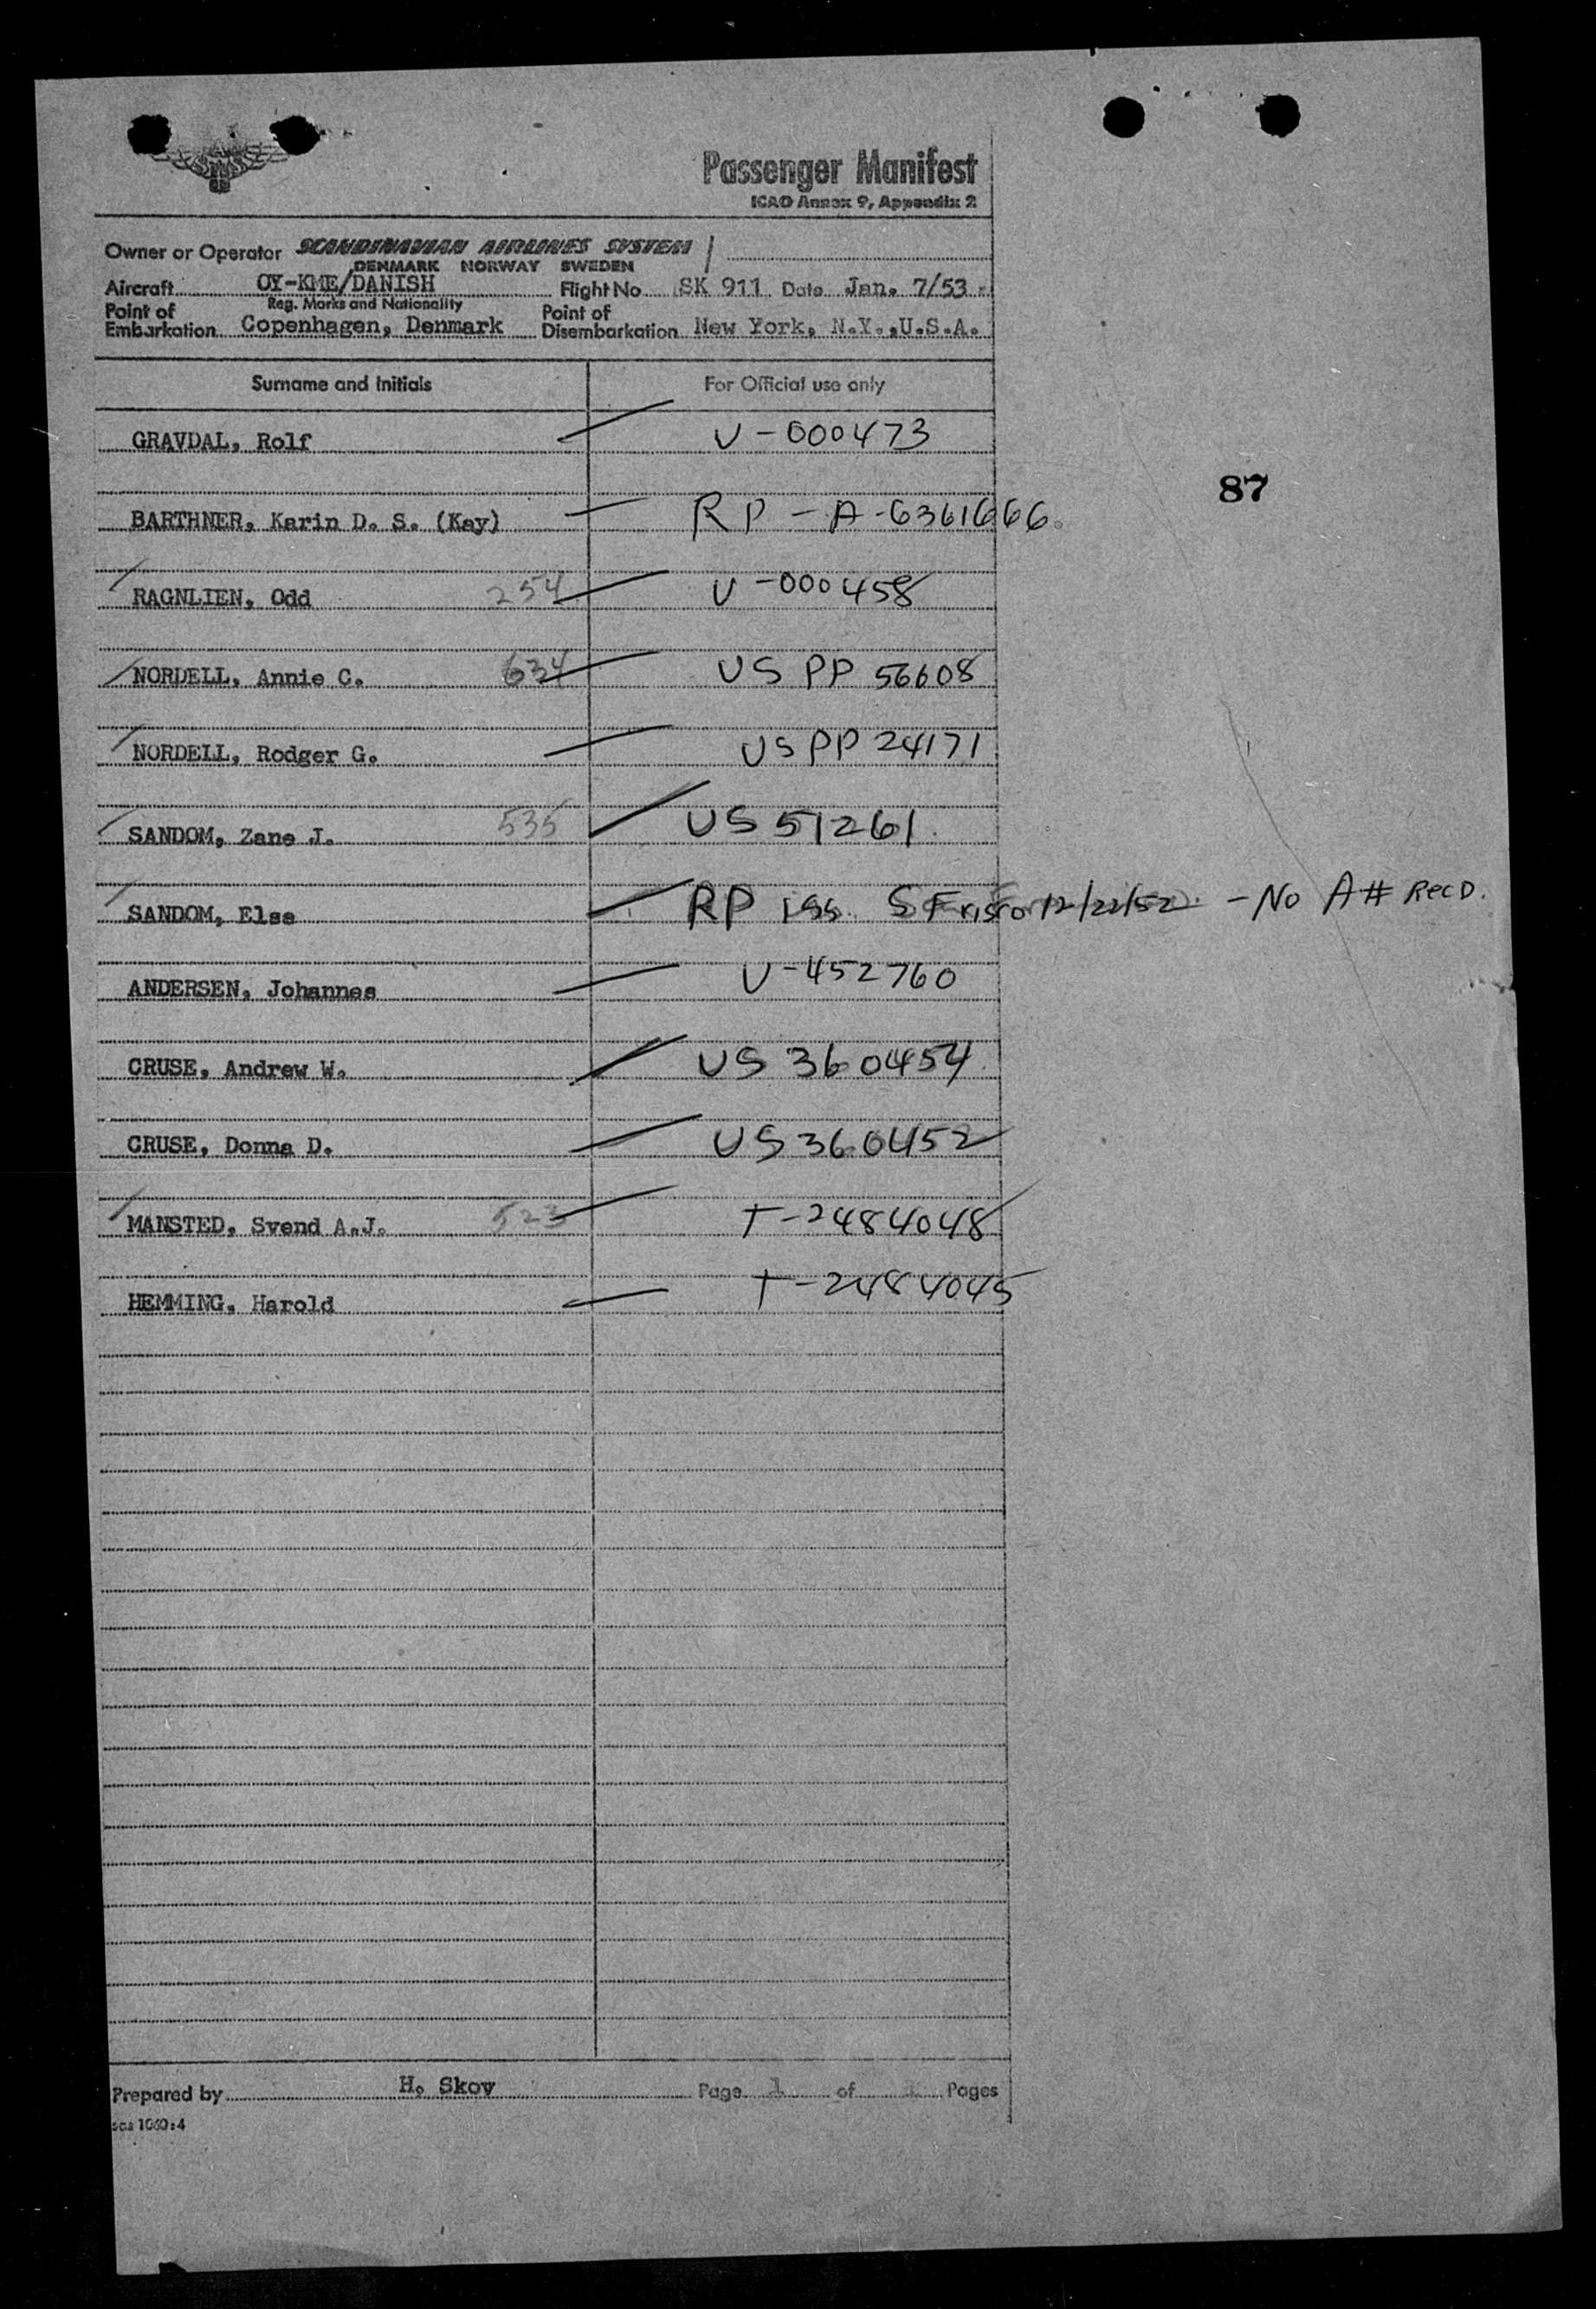 Passenger Manifest
ICAO Annex 9, Appendix 2
Owner or Operator SCANDINAVIAN AIRLINES SYSTEM
DENMARK NORWAY SWEDEN
Aircraft OY-KME/DANISH Flight No SK 911 Date Jan. 7/53
Reg. Marks and Nationality
Point of Embarkation Copenhagen, Denmark Point of Disembarkation New York, N.Y.,U.S.A.
Surname and Initials For Official use only
GRAVDAL, Rolf V-000473
87
BARTHNER, Karin D. S. (Kay) RP - A-6361666
RAGNLIEN, Odd 254 V-000458
NORDELL, Annie C. 634 US PP 56608
NORDELL, Rodger G. US PP 24171
SANDOM, Zane J. 535 US 51261
SANDOM, Else RP iss. S Frisco 12/22/52 - No A# Rec'D.
ANDERSEN, Johannes V-452760
CRUSE, Andrew W. US 360454
CRUSE, Donna D. US 360452
MANSTED, Svend A.J. 523 T-2484048
HEMMING, Harold T-2484045
Prepared by H. Skov Page 1 of Pages
sas 1060:4